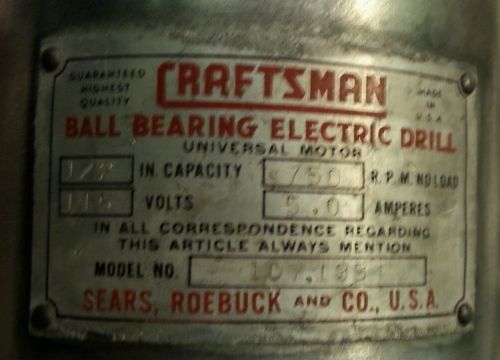 GUARANTEED
HIGHEST
QUALITY
CRAFTSMAN
MADE
IN
U.S.A
BALL BEARING ELECTRIC DRILL
UNIVERSAL MOTOR
1/2 IN. CAPACITY 750 R.P.M. NO LOAD
115 VOLTS 5.0 AMPERES
IN ALL CORRESPONDENCE REGARDING
THIS ARTICLE ALWAYS MENTION
MODEL NO.
SEARS, ROEBUCK AND CO., U.S.A.